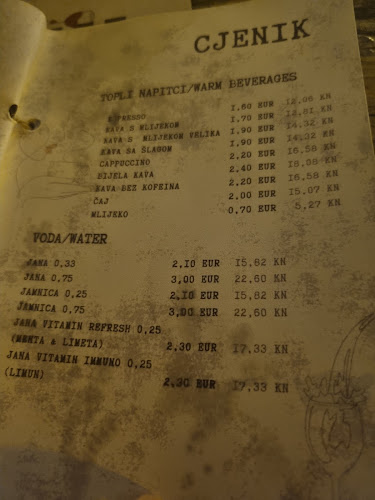 CJENIK
TOPLI NAPITCI/WARM BEVERAGES
ESPRESSO 1,60 EUR 12,06 KN
KAVA S MLIJEKOM 1,70 EUR 12,81 KN
KAVA S MLIJEKOM VELIKA 1,90 EUR 14,32 KN
KAVA SA ŠLAGOM 1,90 EUR 14,32 KN
CAPPUCCINO 2,20 EUR 16,58 KN
BIJELA KAVA 2,40 EUR 18,08 KN
KAVA BEZ KOFEINA 2,20 EUR 16,58 KN
ČAJ 2,00 EUR 15,07 KN
MLIJEKO 0,70 EUR 5,27 KN
VODA/WATER
JANA 0,33 2,10 EUR 15,82 KN
JANA 0,75 3,00 EUR 22,60 KN
JAMNICA 0,25 2,10 EUR 15,82 KN
JAMNICA 0,75 3,00 EUR 22,60 KN
JANA VITAMIN REFRESH 0,25
(MENTA & LIMETA) 2,30 EUR 17,33 KN
JANA VITAMIN IMMUNO 0,25
(LIMUN) 2,30 EUR 17,33 KN